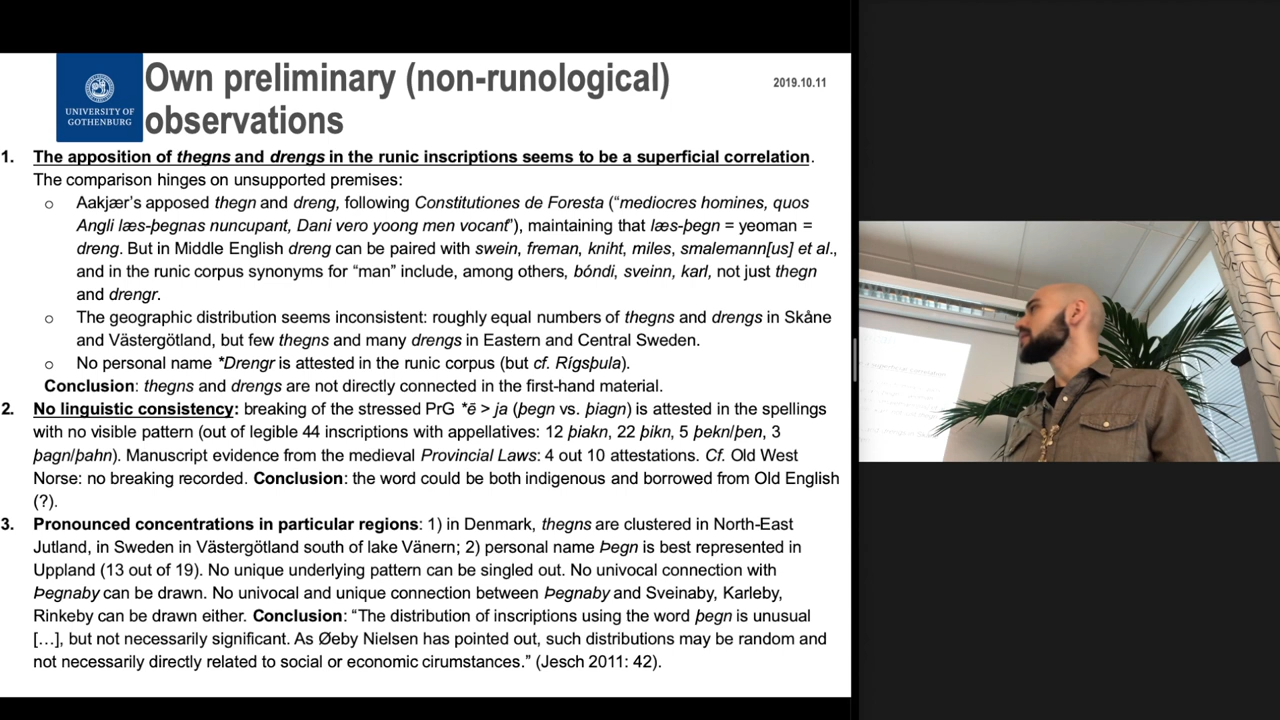 UNIVERSITY OF
GOTHENBURG
Own preliminary (non-runological)
observations
2019.10.11
1. The apposition of thegns and drengs in the runic inscriptions seems to be a superficial correlation.
The comparison hinges on unsupported premises:
o Aakjær's apposed thegn and dreng, following Constitutiones de Foresta ("mediocres homines, quos
Angli læs-þegnas nuncupant, Dani vero yoong men vocant"), maintaining that læs-þegn = yeoman =
dreng. But in Middle English dreng can be paired with swein, freman, kniht, miles, smalemann[us] et al.,
and in the runic corpus synonyms for "man" include, among others, bóndi, sveinn, karl, not just thegn
and drengr.
o The geographic distribution seems inconsistent: roughly equal numbers of thegns and drengs in Skåne
and Västergötland, but few thegns and many drengs in Eastern and Central Sweden.
o No personal name *Drengr is attested in the runic corpus (but cf. Rígsþula).
Conclusion: thegns and drengs are not directly connected in the first-hand material.
2. No linguistic consistency: breaking of the stressed PrG *ē > ja (þegn vs. þiagn) is attested in the spellings
with no visible pattern (out of legible 44 inscriptions with appellatives: 12 þiakn, 22 þikn, 5 þekn/þen, 3
þagn/þahn). Manuscript evidence from the medieval Provincial Laws: 4 out 10 attestations. Cf. Old West
Norse: no breaking recorded. Conclusion: the word could be both indigenous and borrowed from Old English
(?).
3. Pronounced concentrations in particular regions: 1) in Denmark, thegns are clustered in North-East
Jutland, in Sweden in Västergötland south of lake Vänern; 2) personal name Þegn is best represented in
Uppland (13 out of 19). No unique underlying pattern can be singled out. No univocal connection with
Þegnaby can be drawn. No univocal and unique connection between Þegnaby and Sveinaby, Karleby,
Rinkeby can be drawn either. Conclusion: "The distribution of inscriptions using the word þegn is unusual
[…], but not necessarily significant. As Øeby Nielsen has pointed out, such distributions may be random and
not necessarily directly related to social or economic cirumstances." (Jesch 2011: 42).